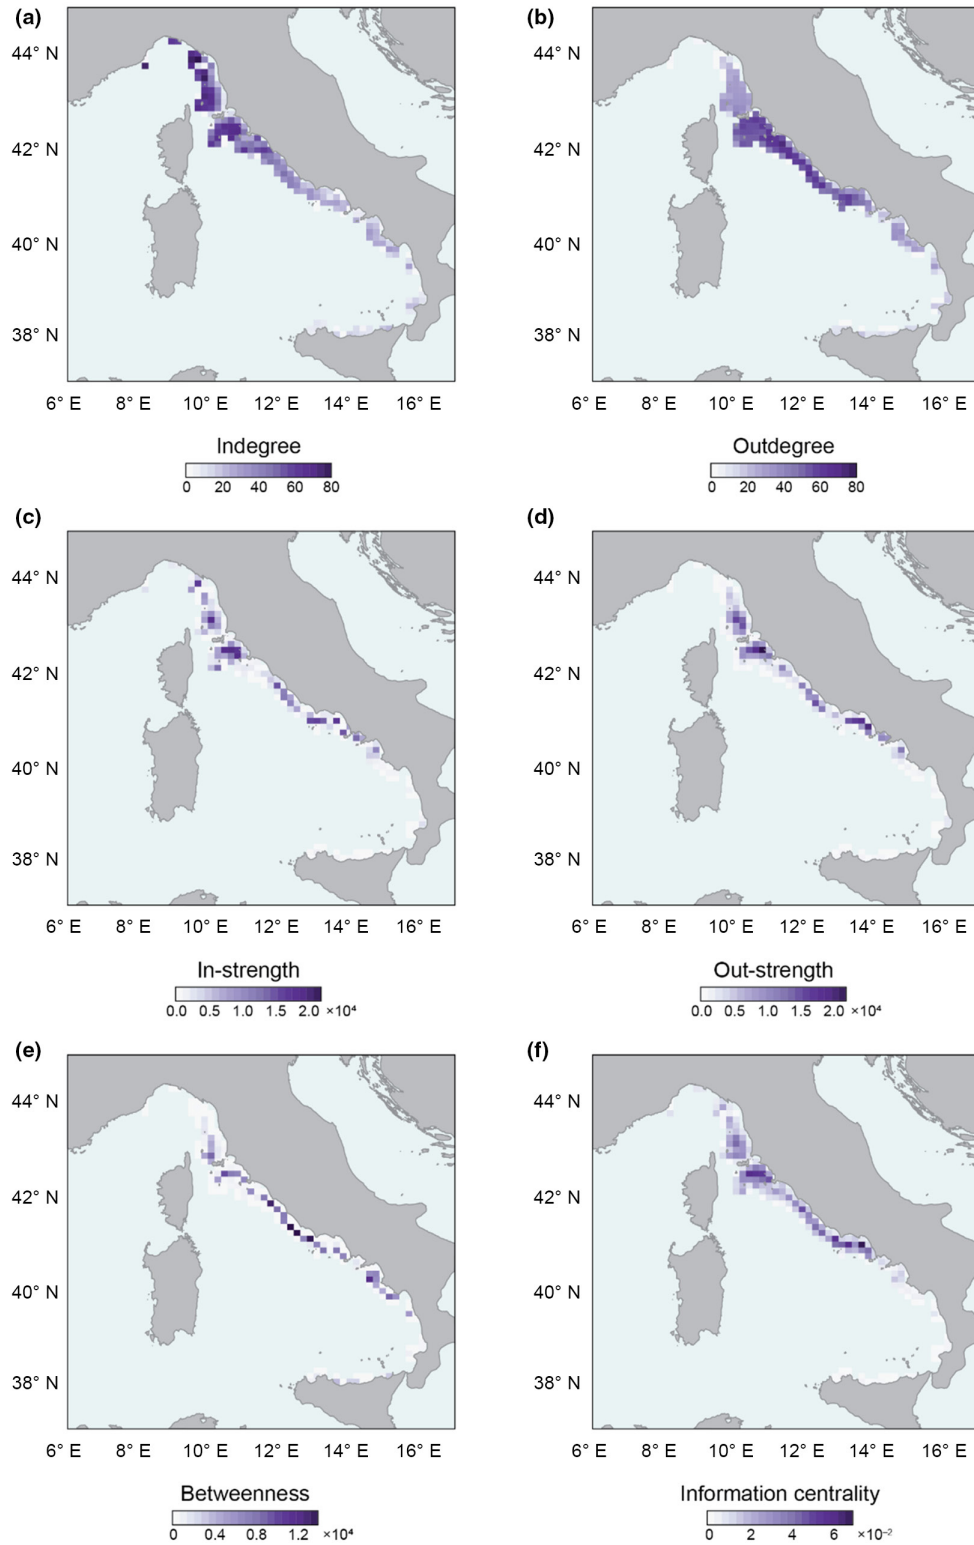 (a)
(b)
44° N
44° N
42° N
42° N
40° N
40° N
38° N
38° N
6° E 8° E 10° E 12° E 14° E 16° E
6° E 8° E 10° E 12° E 14° E 16° E
Indegree
Outdegree
0 20 40 60 80
0 20 40 60 80
(c)
(d)
44° N
44° N
42° N
42° N
40° N
40° N
38° N
38° N
6° E 8° E 10° E 12° E 14° E 16° E
6° E 8° E 10° E 12° E 14° E 16° E
In-strength
Out-strength
0.0 0.5 1.0 1.5 2.0 ×10⁴
0.0 0.5 1.0 1.5 2.0 ×10⁴
(e)
(f)
44° N
44° N
42° N
42° N
40° N
40° N
38° N
38° N
6° E 8° E 10° E 12° E 14° E 16° E
6° E 8° E 10° E 12° E 14° E 16° E
Betweenness
Information centrality
0 0.4 0.8 1.2 ×10⁴
0 2 4 6 ×10⁻²